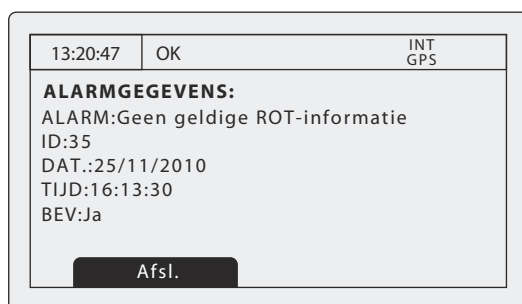 13:20:47 OK INT
GPS
ALARMGEGEVENS:
ALARM:Geen geldige ROT-informatie
ID:35
DAT.:25/11/2010
TIJD:16:13:30
BEV:Ja
Afsl.